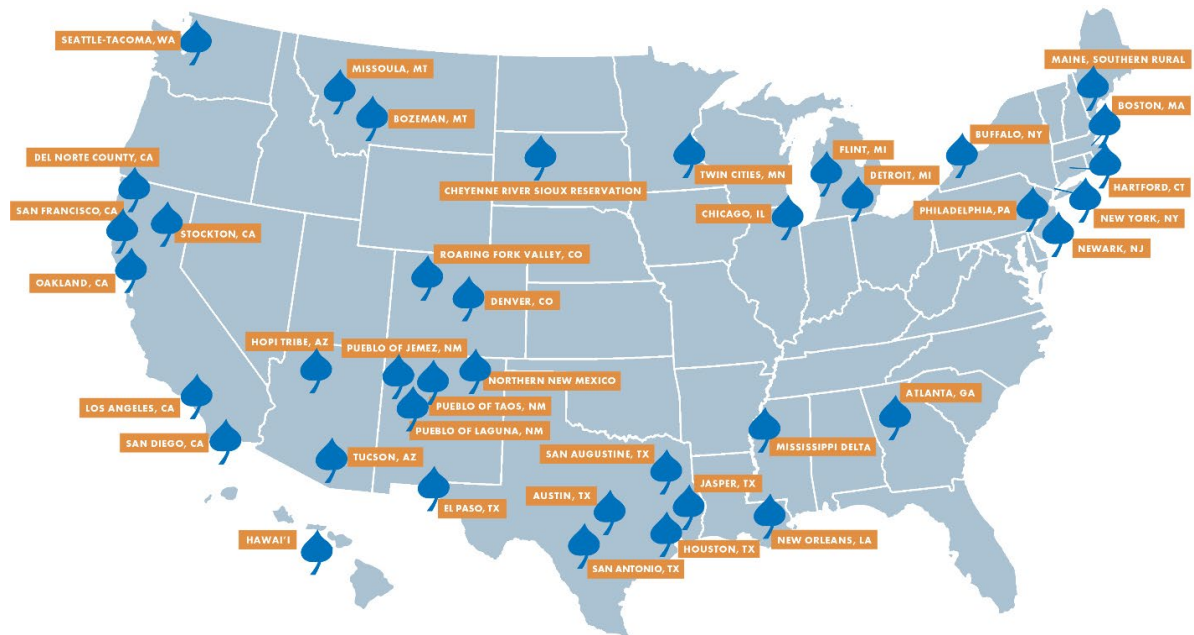 SEATTLE-TACOMA, WA
MISSOULA, MT
MAINE, SOUTHERN RURAL
BOSTON, MA
BOZEMAN, MT
BUFFALO, NY
FLINT, MI
DEL NORTE COUNTY, CA
TWIN CITIES, MN
DETROIT, MI
CHEYENNE RIVER SIOUX RESERVATION
HARTFORD, CT
SAN FRANCISCO, CA
CHICAGO, IL
PHILADELPHIA, PA
NEW YORK, NY
STOCKTON, CA
NEWARK, NJ
ROARING FORK VALLEY, CO
OAKLAND, CA
DENVER, CO
HOPI TRIBE, AZ
PUEBLO OF JEMEZ, NM
NORTHERN NEW MEXICO
ATLANTA, GA
LOS ANGELES, CA
PUEBLO OF TAOS, NM
PUEBLO OF LAGUNA, NM
SAN DIEGO, CA
MISSISSIPPI DELTA
TUCSON, AZ
SAN AUGUSTINE, TX
JASPER, TX
AUSTIN, TX
EL PASO, TX
HAWAI'I
NEW ORLEANS, LA
HOUSTON, TX
SAN ANTONIO, TX